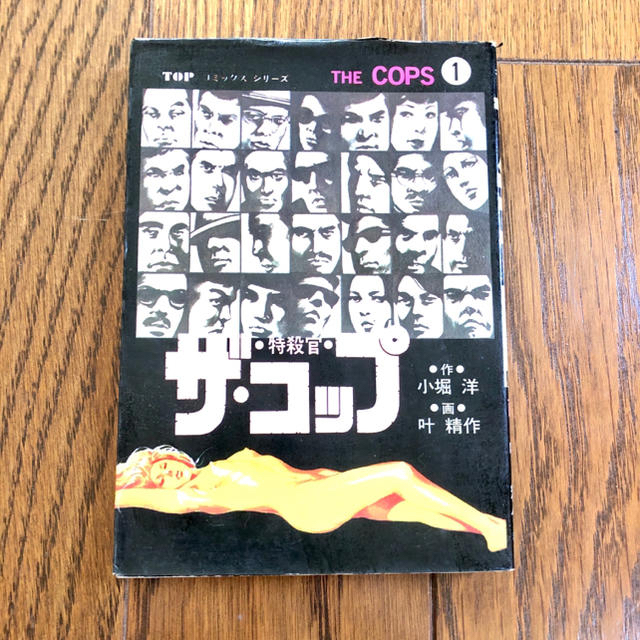 TOP コミックス シリーズ
THE COPS 1
・特殺官・
ザ・コップ
・作・
小堀 洋
・画・
叶 精作